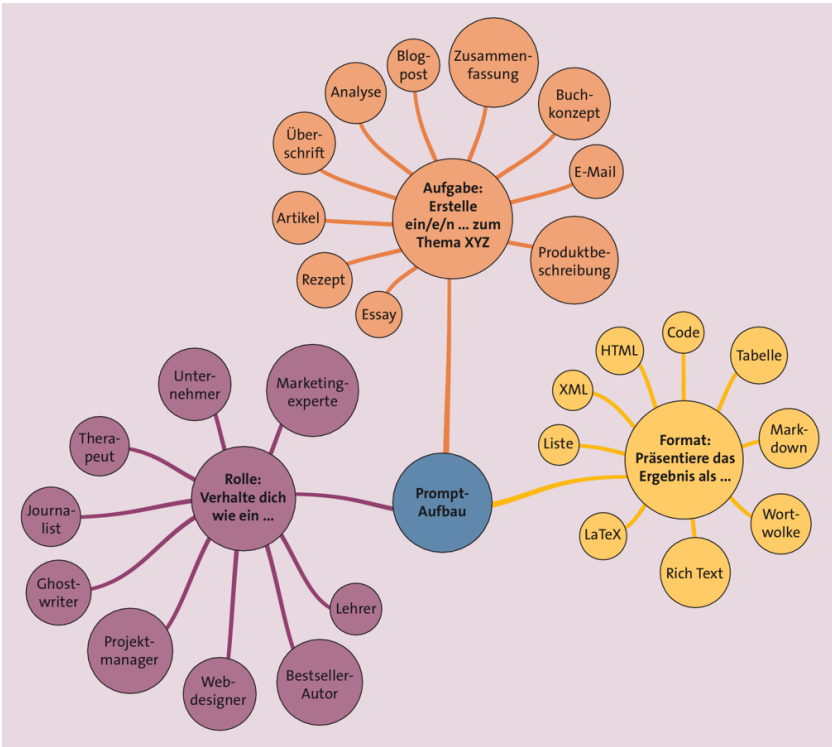 Blog-
post
Zusammen-
fassung
Analyse
Buch-
konzept
Über-
schrift
E-Mail
Aufgabe:
Erstelle
ein/e/n ... zum
Thema XYZ
Artikel
Produktbe-
schreibung
Rezept
Essay
Code
HTML
Tabelle
XML
Mark-
down
Liste
Format:
Präsentiere das
Ergebnis als ...
Wort-
wolke
LaTeX
Rich Text
Unter-
nehmer
Marketing-
experte
Thera-
peut
Rolle:
Verhalte dich
wie ein ...
Prompt-
Aufbau
Journa-
list
Ghost-
writer
Lehrer
Projekt-
manager
Web-
designer
Bestseller-
Autor